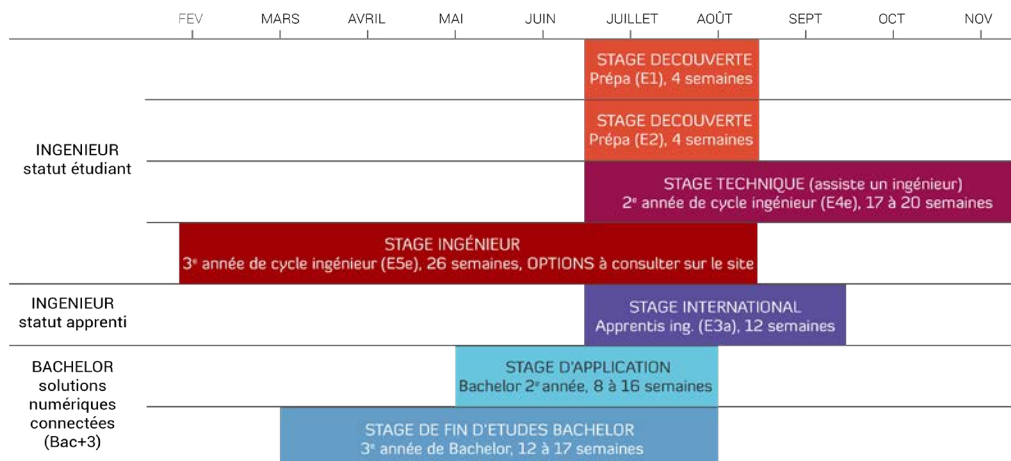 FEV MARS AVRIL MAI JUIN JUILLET AOÛT SEPT OCT NOV
INGENIEUR
statut étudiant
STAGE DECOUVERTE
Prépa (E1), 4 semaines
STAGE DECOUVERTE
Prépa (E2), 4 semaines
STAGE TECHNIQUE (assiste un ingénieur)
2e année de cycle ingénieur (E4e), 17 à 20 semaines
STAGE INGÉNIEUR
3e année de cycle ingénieur (E5e), 26 semaines, OPTIONS à consulter sur le site
INGENIEUR
statut apprenti
STAGE INTERNATIONAL
Apprentis ing. (E3a), 12 semaines
BACHELOR
solutions
numériques
connectées
(Bac+3)
STAGE D'APPLICATION
Bachelor 2e année, 8 à 16 semaines
STAGE DE FIN D'ETUDES BACHELOR
3e année de Bachelor, 12 à 17 semaines